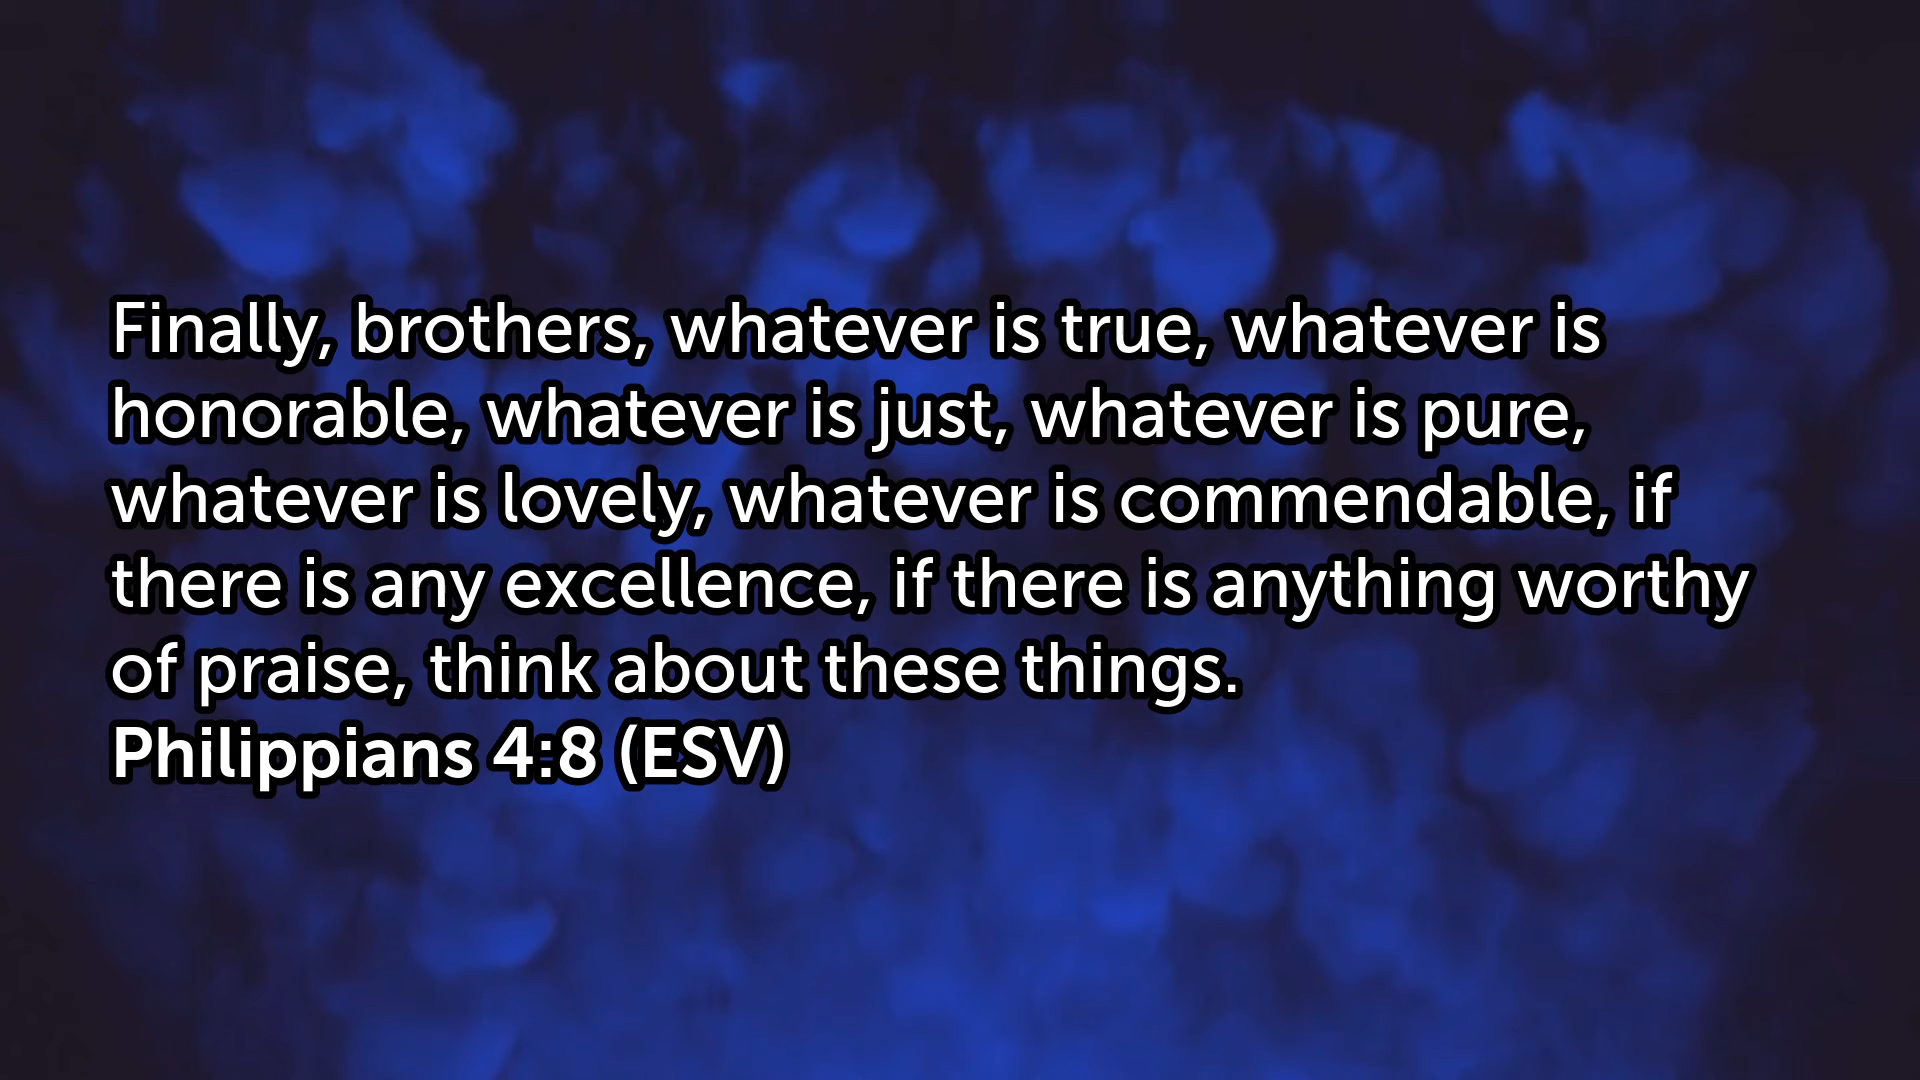 Finally, brothers, whatever is true, whatever is
honorable, whatever is just, whatever is pure,
whatever is lovely, whatever is commendable, if
there is any excellence, if there is anything worthy
of praise, think about these things.
Philippians 4:8 (ESV)